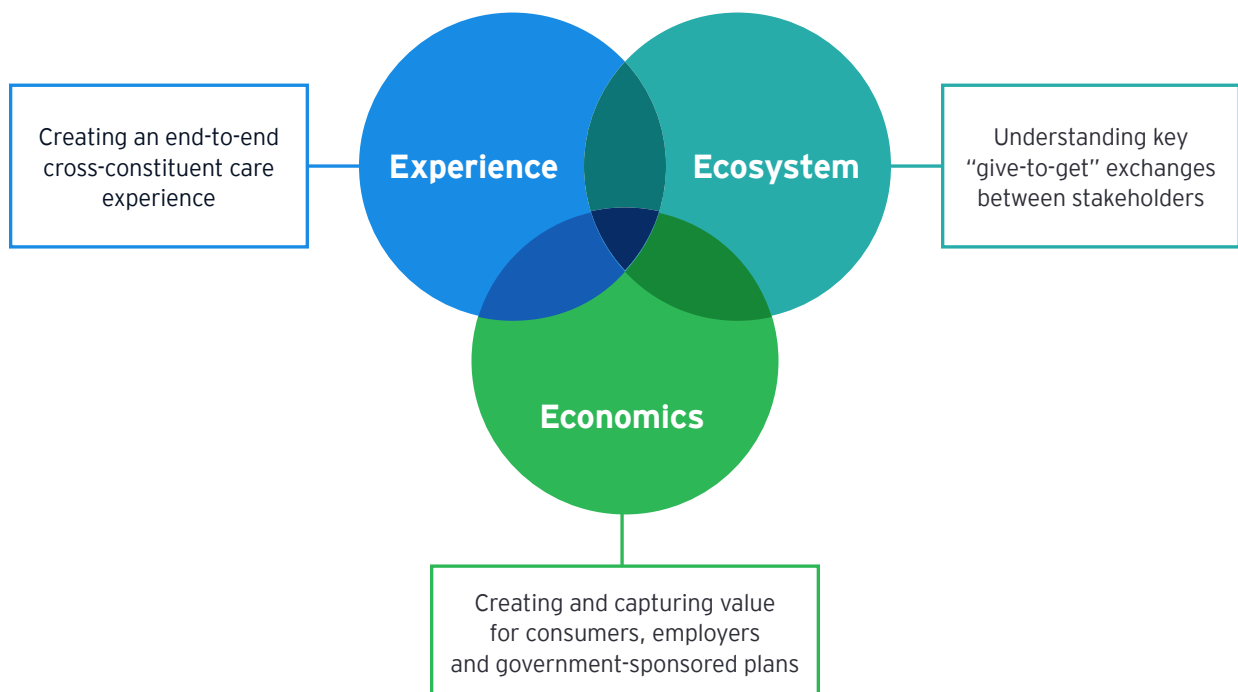 Creating an end-to-end
cross-constituent care
experience
Experience
Ecosystem
Understanding key
“give-to-get” exchanges
between stakeholders
Economics
Creating and capturing value
for consumers, employers
and government-sponsored plans